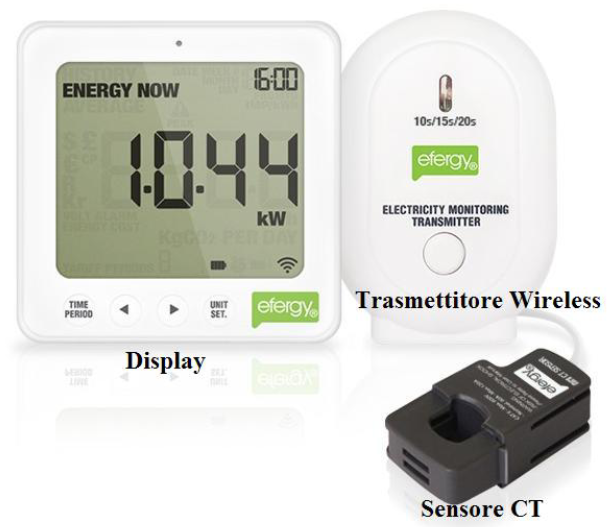 16:00
ENERGY NOW
1.044
kW
TIME PERIOD
UNIT SET.
efergy®
10s/15s/20s
efergy®
ELECTRICITY MONITORING
TRANSMITTER
Trasmettitore Wireless
Display
efergy®
Sensore CT